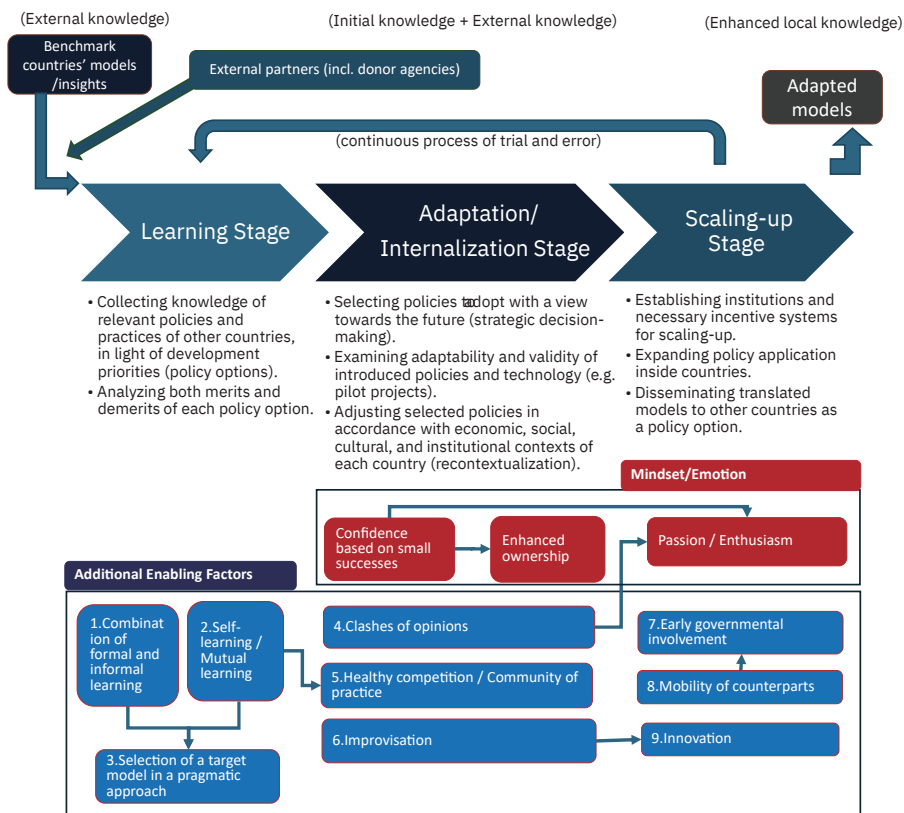 (External knowledge)
(Initial knowledge + External knowledge)
(Enhanced local knowledge)
Benchmark
countries' models
/insights
External partners (incl. donor agencies)
Adapted
models
(continuous process of trial and error)
Learning Stage
Adaptation/
Internalization Stage
Scaling-up
Stage
• Collecting knowledge of
relevant policies and
practices of other countries,
in light of development
priorities (policy options).
• Analyzing both merits and
demerits of each policy option.
• Selecting policies to adopt with a view
towards the future (strategic decision-
making).
• Examining adaptability and validity of
introduced policies and technology (e.g.
pilot projects).
• Adjusting selected policies in
accordance with economic, social,
cultural, and institutional contexts of
each country (recontextualization).
• Establishing institutions and
necessary incentive systems
for scaling-up.
• Expanding policy application
inside countries.
• Disseminating translated
models to other countries as
a policy option.
Mindset/Emotion
Confidence
based on small
successes
Enhanced
ownership
Passion / Enthusiasm
Additional Enabling Factors
1.Combinat
ion of
formal and
informal
learning
2.Self-
learning /
Mutual
learning
3.Selection of a target
model in a pragmatic
approach
4.Clashes of opinions
5.Healthy competition / Community of
practice
6.Improvisation
7.Early governmental
involvement
8.Mobility of counterparts
9.Innovation